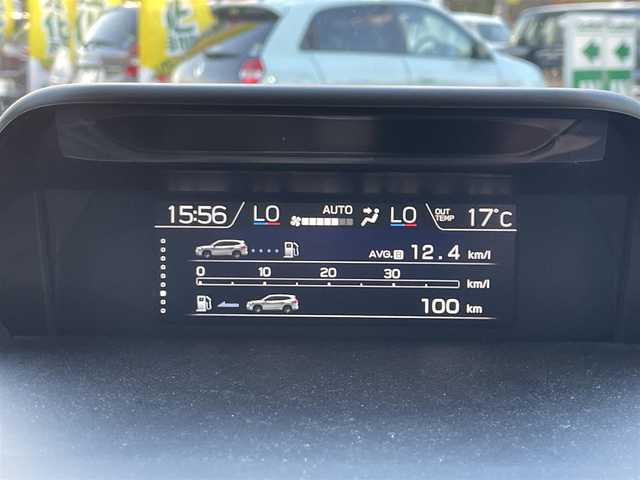 15:56 LO AUTO LO OUT TEMP 17°C
AVG. B 12.4 km/l
0 10 20 30
km/l
100 km